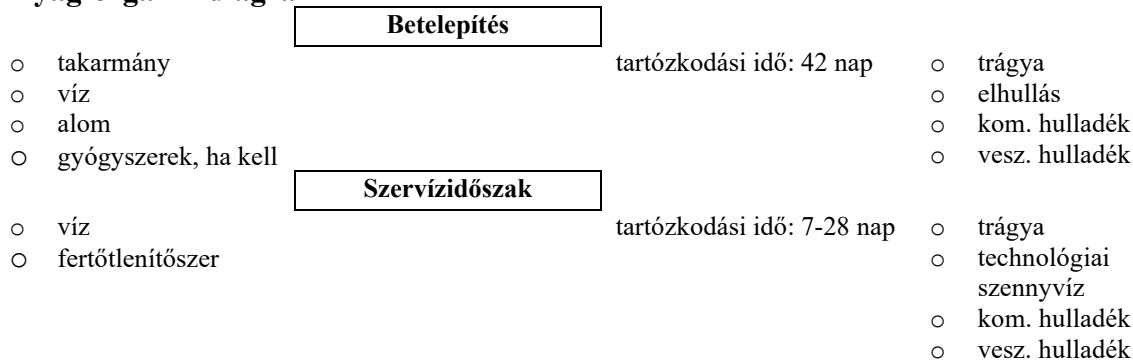 Betelepítés
o takarmány tartózkodási idő: 42 nap o trágya
o víz o elhullás
o alom o kom. hulladék
o gyógyszerek, ha kell o vesz. hulladék
Szervízidőszak
o víz tartózkodási idő: 7-28 nap o trágya
o fertőtlenítőszer o technológiai
szennyvíz
o kom. hulladék
o vesz. hulladék